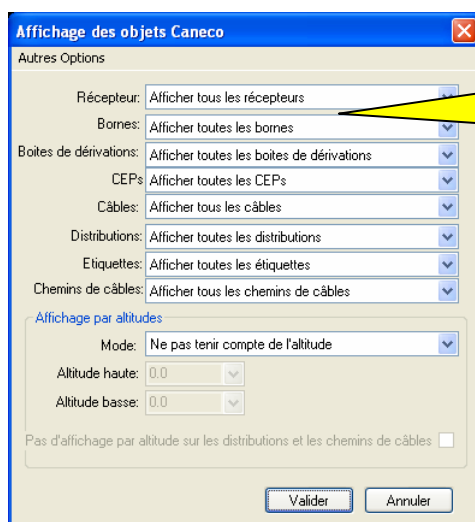 Affichage des objets Caneco
Autres Options
Récepteur: Afficher tous les récepteurs
Bornes: Afficher toutes les bornes
Boites de dérivations: Afficher toutes les boites de dérivations
CEPs Afficher toutes les CEPs
Câbles: Afficher tous les câbles
Distributions: Afficher toutes les distributions
Etiquettes: Afficher toutes les étiquettes
Chemins de câbles: Afficher tous les chemins de câbles
Affichage par altitudes
Mode: Ne pas tenir compte de l'altitude
Altitude haute: 0.0
Altitude basse: 0.0
Pas d'affichage par altitude sur les distributions et les chemins de câbles
Valider Annuler